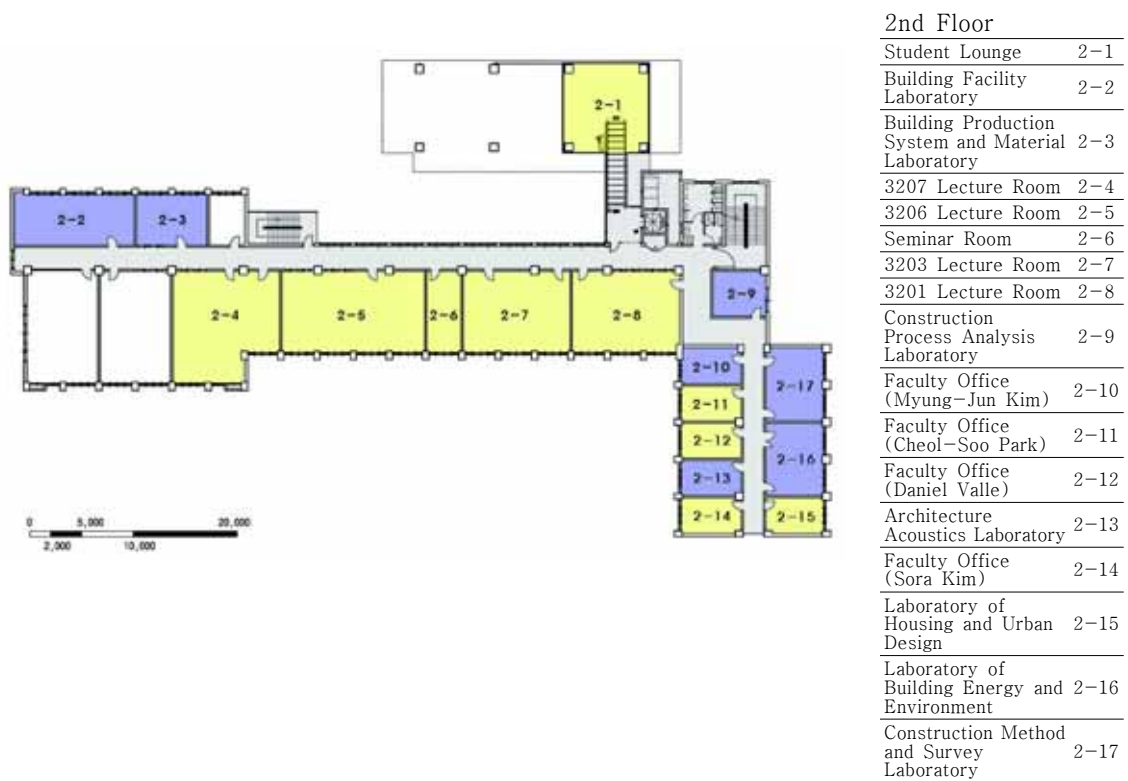 2-1
2-2
2-3
2-9
2-4
2-5
2-6
2-7
2-8
2-10
2-17
2-11
2-12
2-16
2-13
2-14
2-15
0 5,000 20,000
2,000 10,000
2nd Floor
Student Lounge 2-1
Building Facility
Laboratory 2-2
Building Production
System and Material 2-3
Laboratory
3207 Lecture Room 2-4
3206 Lecture Room 2-5
Seminar Room 2-6
3203 Lecture Room 2-7
3201 Lecture Room 2-8
Construction
Process Analysis 2-9
Laboratory
Faculty Office
(Myung-Jun Kim) 2-10
Faculty Office
(Cheol-Soo Park) 2-11
Faculty Office
(Daniel Valle) 2-12
Architecture
Acoustics Laboratory 2-13
Faculty Office
(Sora Kim) 2-14
Laboratory of
Housing and Urban 2-15
Design
Laboratory of
Building Energy and 2-16
Environment
Construction Method
and Survey 2-17
Laboratory